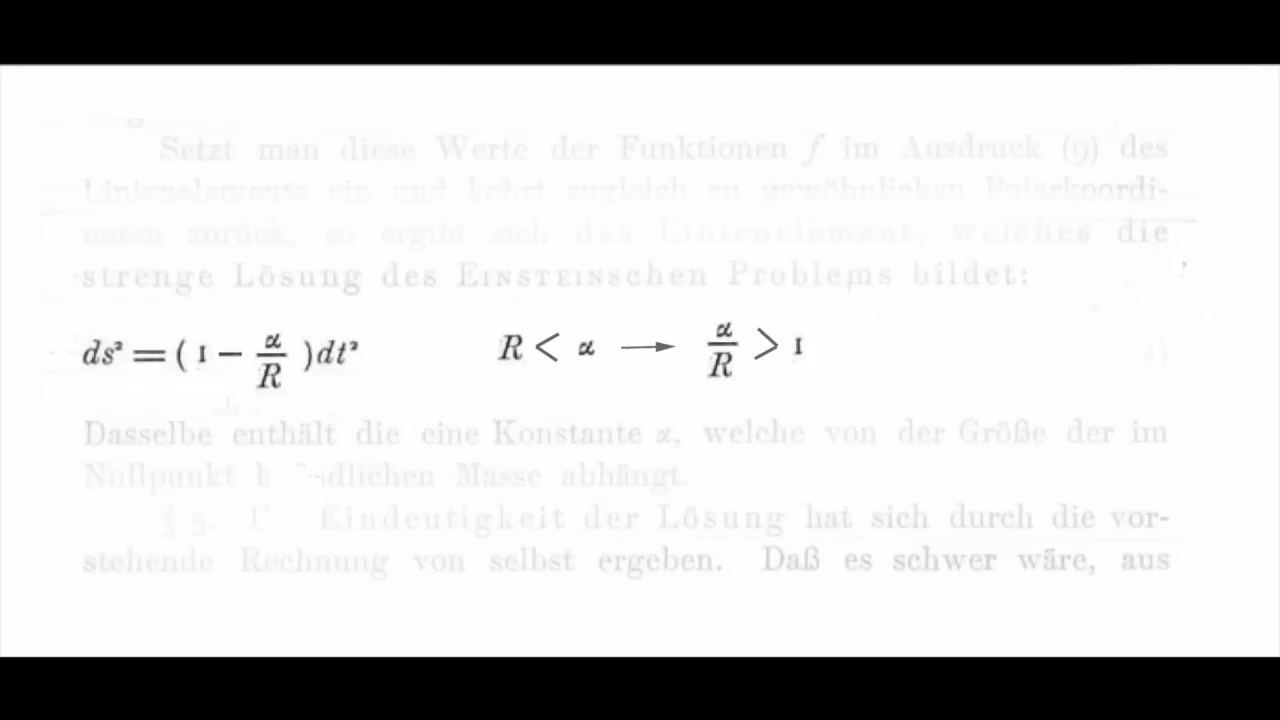 Setzt man diese Werte der Funktionen f im Ausdruck (9) des
Linienelements ein und kehrt zugleich zu gewöhnlichen Polarkoordi-
naten zurück, so ergibt sich das Linienelement, welches die
strenge Lösung des EINSTEINschen Problems bildet:
ds² = (1 − α/R)dt² R < α → α/R > 1
Dasselbe enthält die eine Konstante α, welche von der Größe der im
Nullpunkt dlichen Masse abhängt.
§ 5. Eindeutigkeit der Lösung hat sich durch die vor-
stehende Rechnung von selbst ergeben. Daß es schwer wäre, aus